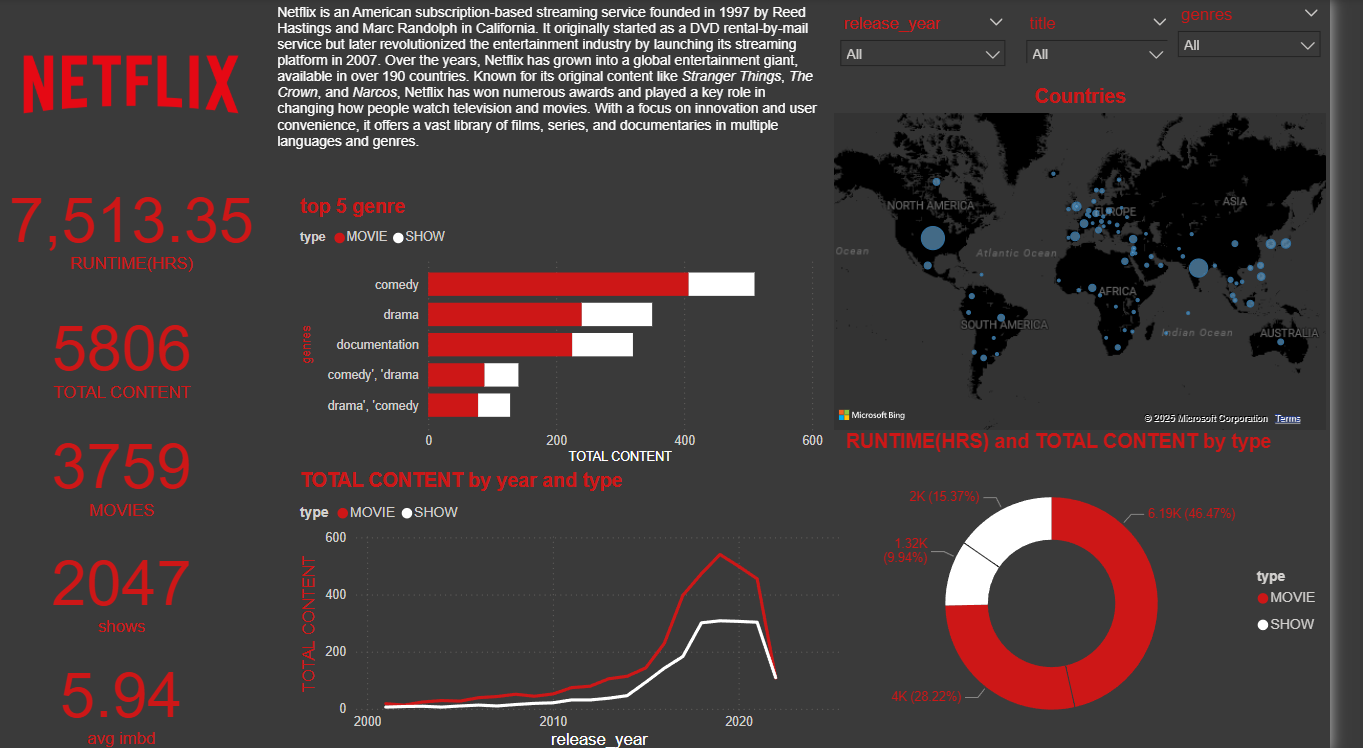 NETFLIX
Netflix is an American subscription-based streaming service founded in 1997 by Reed
Hastings and Marc Randolph in California. It originally started as a DVD rental-by-mail
service but later revolutionized the entertainment industry by launching its streaming
platform in 2007. Over the years, Netflix has grown into a global entertainment giant,
available in over 190 countries. Known for its original content like Stranger Things, The
Crown, and Narcos, Netflix has won numerous awards and played a key role in
changing how people watch television and movies. With a focus on innovation and user
convenience, it offers a vast library of films, series, and documentaries in multiple
languages and genres.
release_year
All
title
All
genres
All
7,513.35
RUNTIME(HRS)
5806
TOTAL CONTENT
3759
MOVIES
2047
shows
5.94
avg imbd
top 5 genre
type MOVIE SHOW
genres
comedy
drama
documentation
comedy', 'drama
drama', 'comedy
0 200 400 600
TOTAL CONTENT
Countries
NORTH AMERICA
EUROPE
ASIA
Ocean
Atlantic Ocean
AFRICA
SOUTH AMERICA
Indian Ocean
AUSTRALIA
Microsoft Bing
© 2025 Microsoft Corporation Terms
TOTAL CONTENT by year and type
type MOVIE SHOW
TOTAL CONTENT
600
400
200
0
2000 2010 2020
release_year
RUNTIME(HRS) and TOTAL CONTENT by type
2K (15.37%)
6.19K (46.47%)
1.32K
(9.94%)
4K (28.22%)
type
MOVIE
SHOW